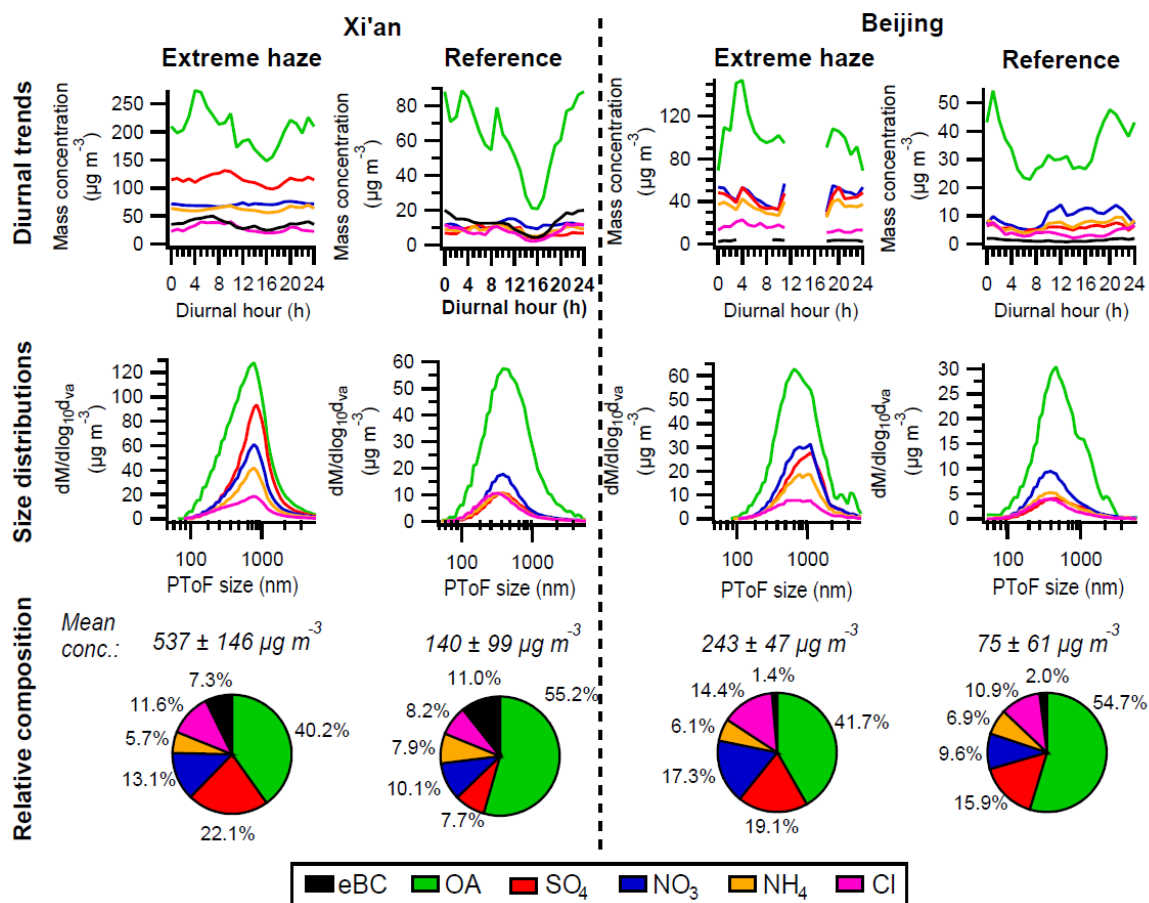 Xi'an
Beijing
Extreme haze
Reference
Extreme haze
Reference
Diurnal trends
Mass concentration
(µg m⁻³)
250
200
150
100
50
0
0 4 8 12 16 20 24
Diurnal hour (h)
Mass concentration
(µg m⁻³)
80
60
40
20
0
0 4 8 12 16 20 24
Diurnal hour (h)
Mass concentration
(µg m⁻³)
120
80
40
0
0 4 8 12 16 20 24
Diurnal hour (h)
Mass concentration
(µg m⁻³)
50
40
30
20
10
0
0 4 8 12 16 20 24
Diurnal hour (h)
Size distributions
dM/dlog₁₀dva
(µg m⁻³)
120
100
80
60
40
20
0
100 1000
PToF size (nm)
dM/dlog₁₀dva
(µg m⁻³)
60
50
40
30
20
10
0
100 1000
PToF size (nm)
dM/dlog₁₀dva
(µg m⁻³)
60
50
40
30
20
10
0
100 1000
PToF size (nm)
dM/dlog₁₀dva
(µg m⁻³)
30
25
20
15
10
5
0
100 1000
PToF size (nm)
Relative composition
Mean
conc.:
537 ± 146 µg m⁻³
7.3%
11.6%
5.7%
13.1%
22.1%
40.2%
140 ± 99 µg m⁻³
11.0%
8.2%
7.9%
10.1%
7.7%
55.2%
243 ± 47 µg m⁻³
1.4%
14.4%
6.1%
17.3%
19.1%
41.7%
75 ± 61 µg m⁻³
2.0%
10.9%
6.9%
9.6%
15.9%
54.7%
eBC OA SO₄ NO₃ NH₄ Cl